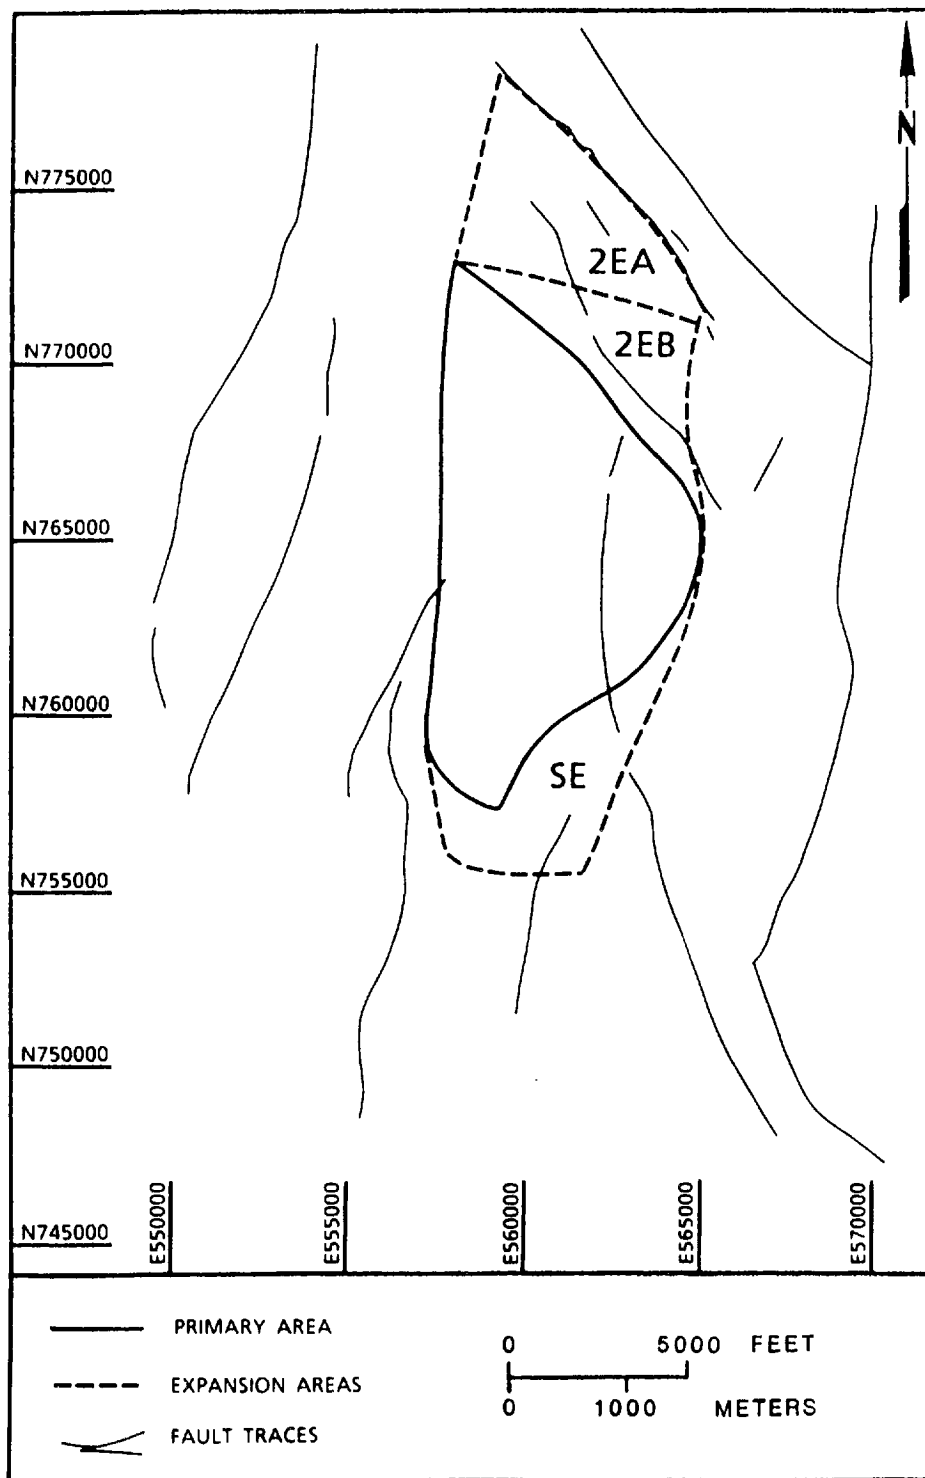 N
N775000
2EA
2EB
N770000
N765000
N760000
SE
N755000
N750000
N745000
E550000
E555000
E560000
E565000
E570000
PRIMARY AREA
EXPANSION AREAS
FAULT TRACES
0 5000 FEET
0 1000 METERS